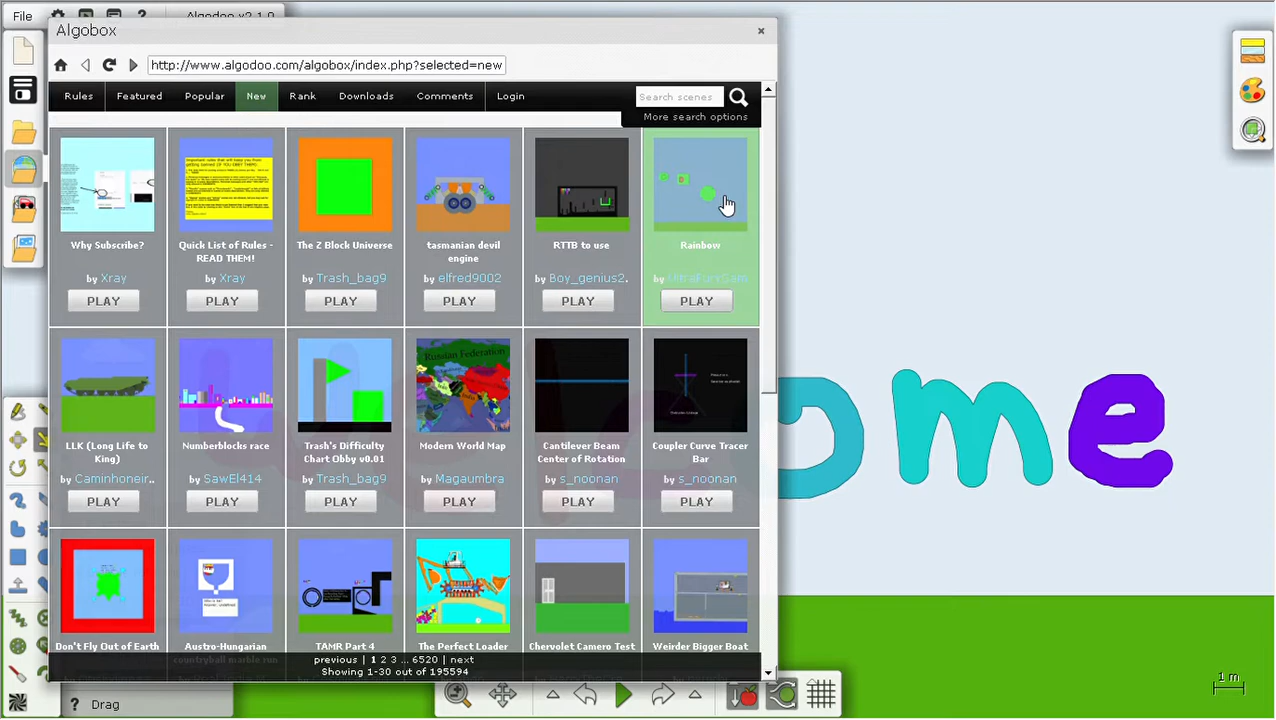 File
Algodoo v2.1.0
Algobox
http://www.algodoo.com/algobox/index.php?selected=new
Rules Featured Popular New Rank Downloads Comments Login
Search scenes
More search options
Why Subscribe?
by Xray
PLAY
Quick List of Rules -
READ THEM!
by Xray
PLAY
The Z Block Universe
by Trash_bag9
PLAY
tasmanian devil
engine
by elfred9002
PLAY
RTTB to use
by Boy_genius2.
PLAY
Rainbow
by UltraFuryGam
PLAY
LLK (Long Life to
King)
by Caminhoneir..
PLAY
Numberblocks race
by SawEl414
PLAY
Trash's Difficulty
Chart Obby v0.01
by Trash_bag9
PLAY
Modern World Map
by Magaumbra
PLAY
Cantilever Beam
Center of Rotation
by s_noonan
PLAY
Coupler Curve Tracer
Bar
by s_noonan
PLAY
Don't Fly Out of Earth
Austro-Hungarian
countryball marble run
TAMR Part 4
The Perfect Loader
Chervolet Camero Test
Weirder Bigger Boat
previous | 1 2 3 ... 6520 | next
Showing 1-30 out of 195594
ome
1 m
? Drag